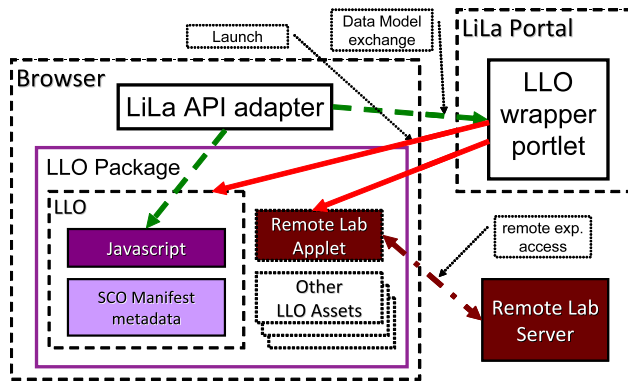 Launch
Data Model
exchange
LiLa Portal
Browser
LiLa API adapter
LLO
wrapper
portlet
LLO Package
LLO
Javascript
Remote Lab
Applet
remote exp.
access
SCO Manifest
metadata
Other
LLO Assets
Remote Lab
Server